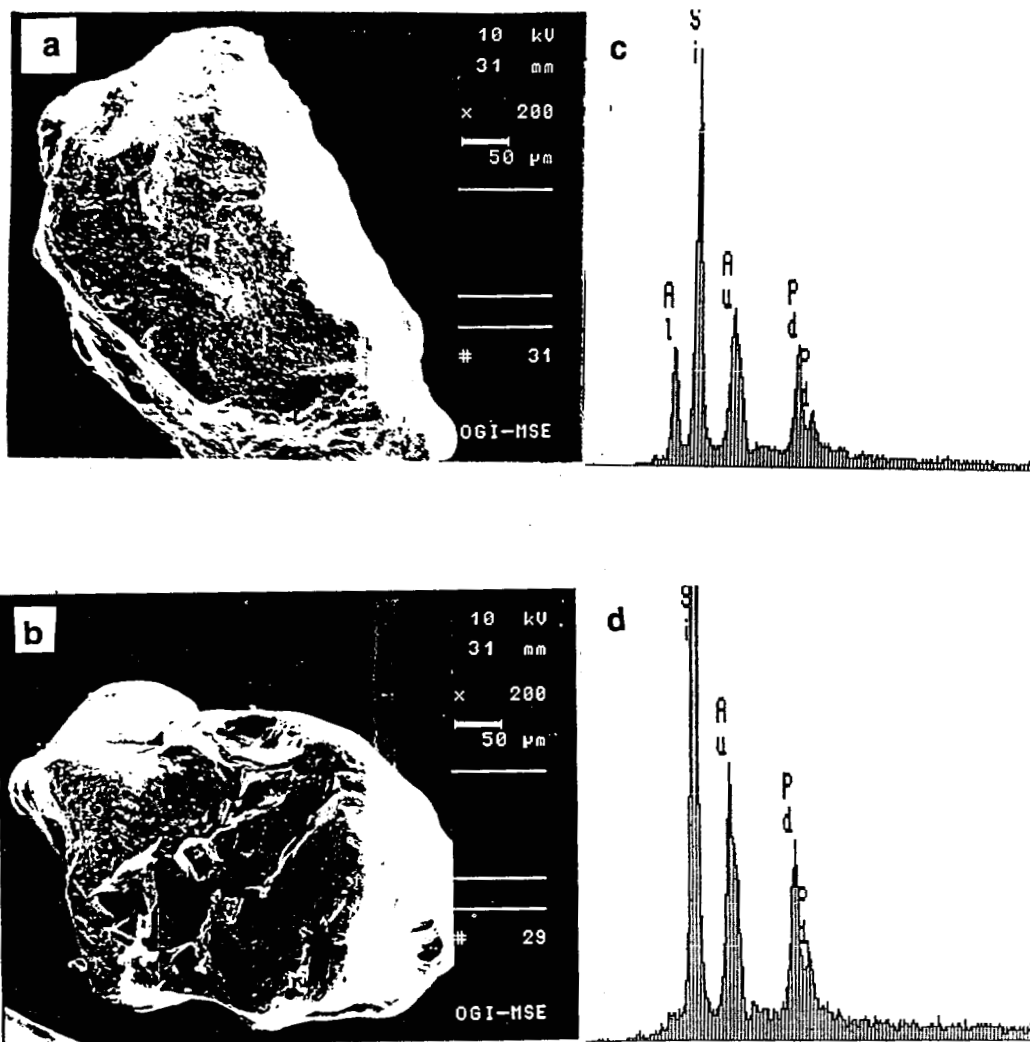 a
10 kV
31 mm
x 200
50 µm
# 31
OGI-MSE
c
Si
Al
Au
Pd
b
10 kV
31 mm
x 200
50 µm
# 29
OGI-MSE
d
Si
Au
Pd